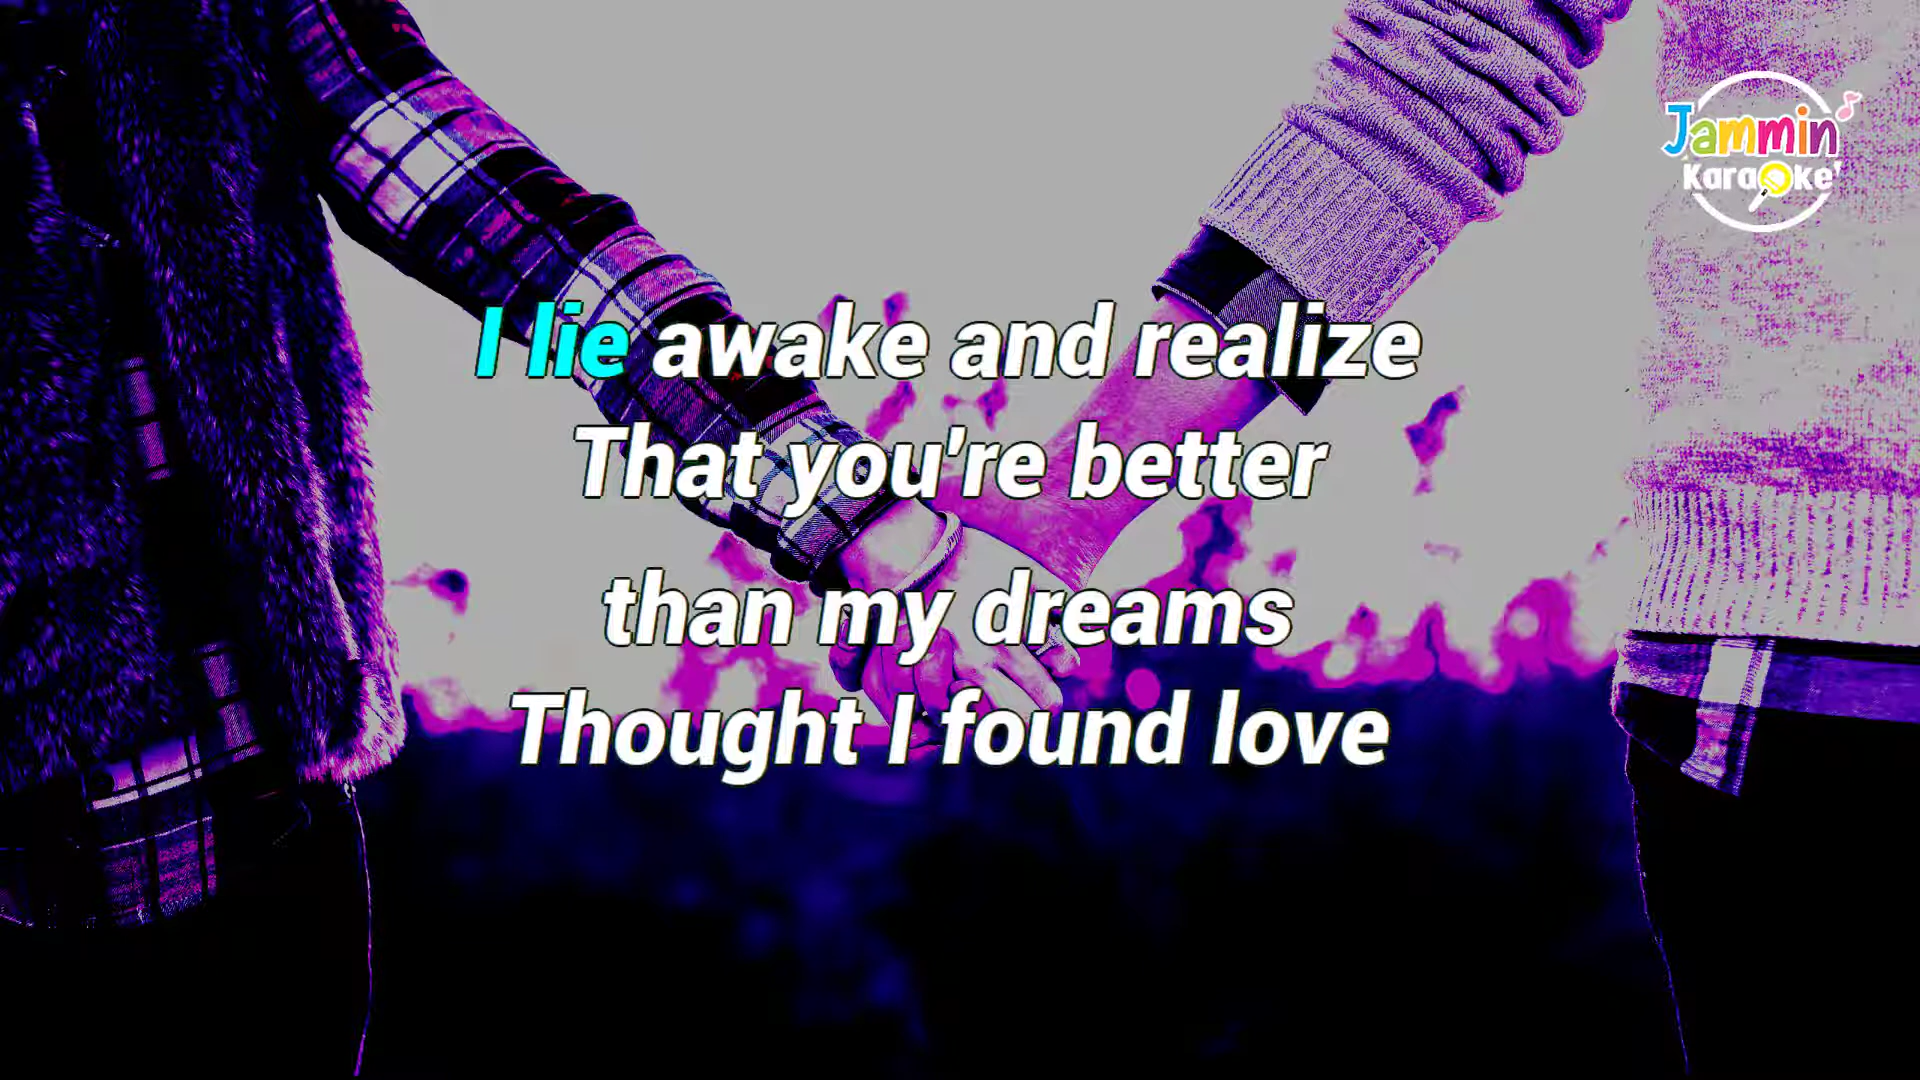 Jammin
Karaoke
I lie awake and realize
That you're better
than my dreams
Thought I found love